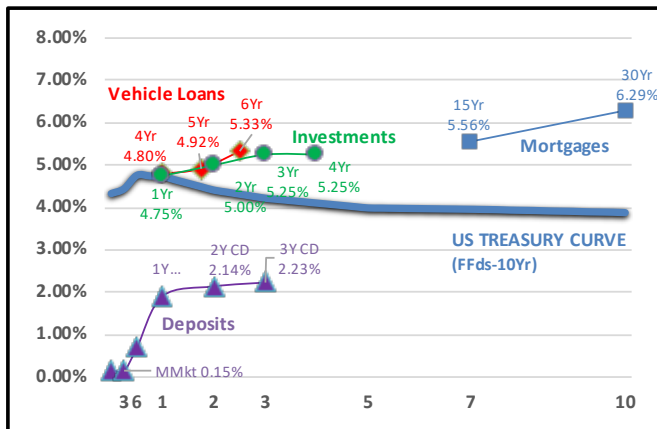 8.00%
7.00%
6.00%
5.00%
4.00%
3.00%
2.00%
1.00%
0.00%
Vehicle Loans
4Yr
4.80%
5Yr
4.92%
6Yr
5.33%
Investments
1Yr
4.75%
2Yr
5.00%
3Yr
5.25%
4Yr
5.25%
15Yr
5.56%
30Yr
6.29%
Mortgages
US TREASURY CURVE
(FFds-10Yr)
1Y...
2Y CD
2.14%
3Y CD
2.23%
Deposits
MMkt 0.15%
3 6 1 2 3 5 7 10